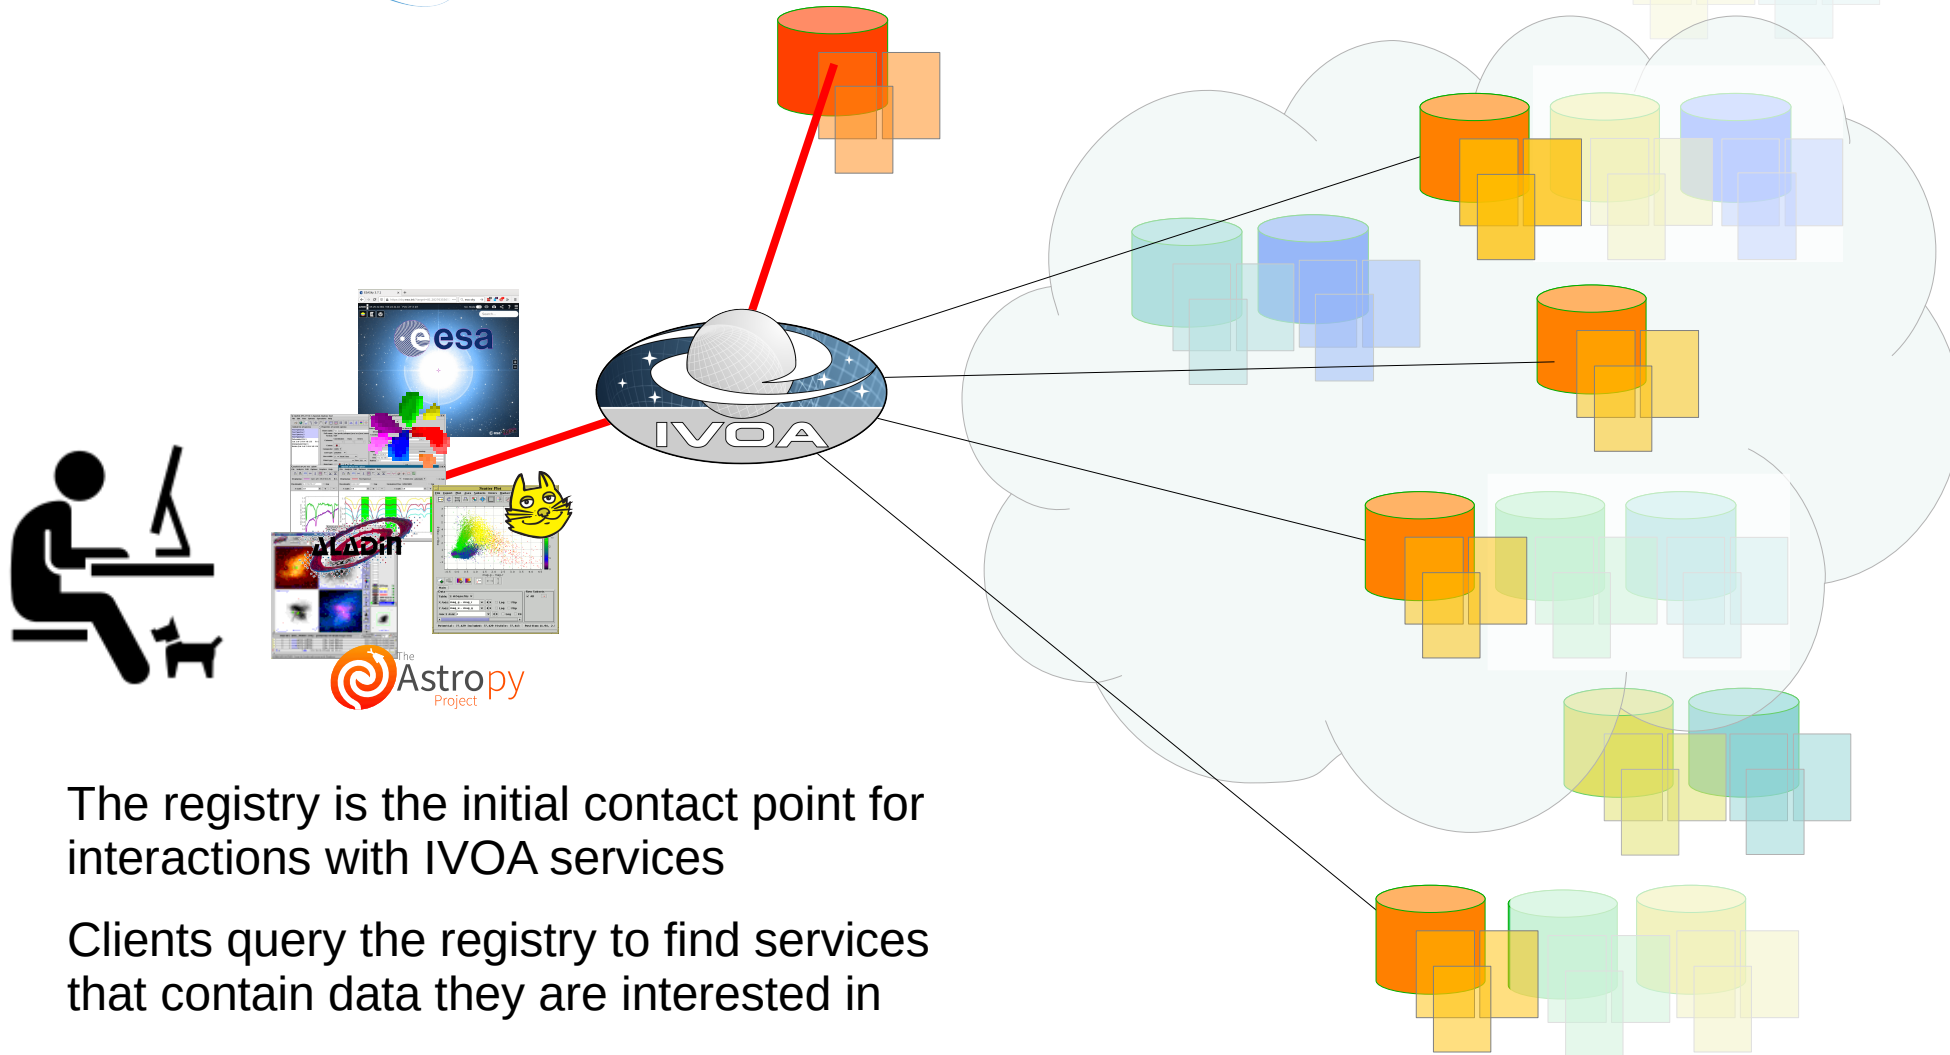 esa
IVOA
ALADIN
The
Astropy
Project
The registry is the initial contact point for
interactions with IVOA services
Clients query the registry to find services
that contain data they are interested in